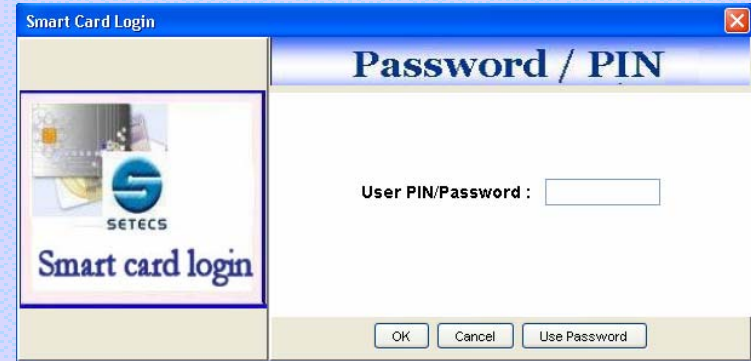 Smart Card Login
Password / PIN
SETECS
Smart card login
User PIN/Password :
OK
Cancel
Use Password